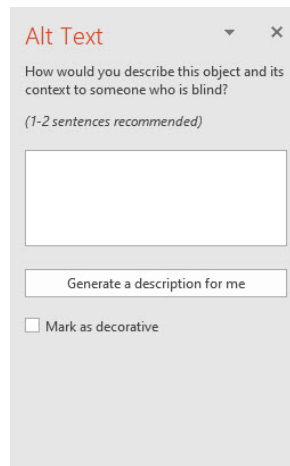 Alt Text
How would you describe this object and its
context to someone who is blind?
(1-2 sentences recommended)
Generate a description for me
Mark as decorative